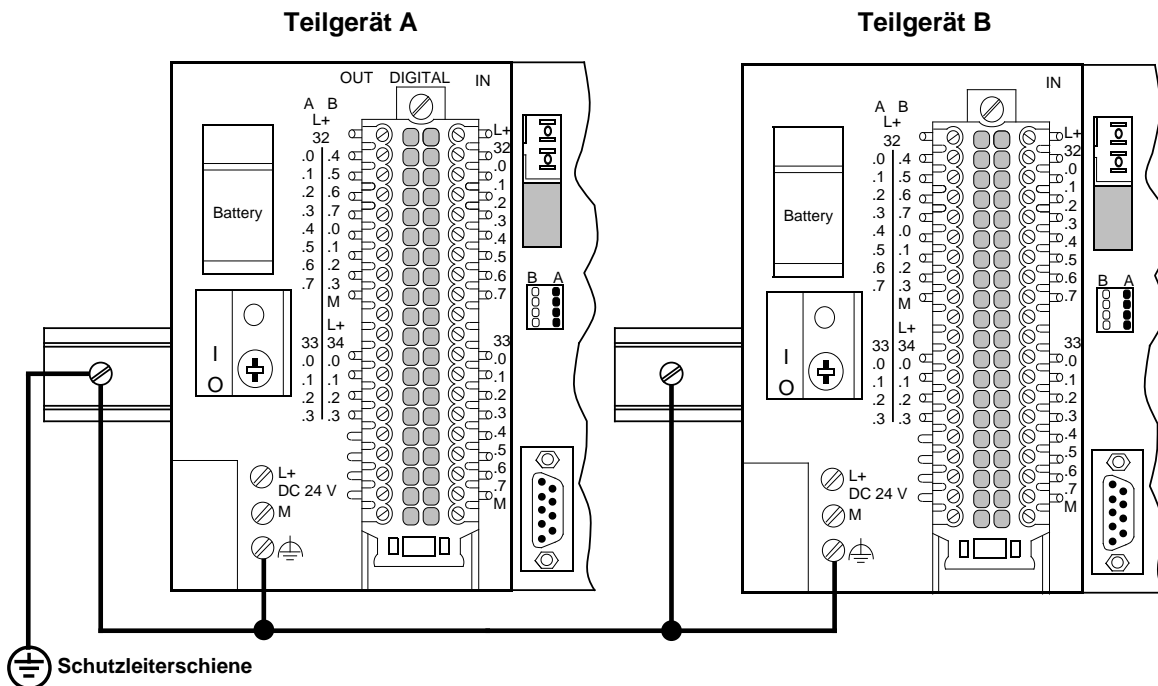 Teilgerät A
Teilgerät B
OUT DIGITAL IN
A B
L+
32
.0 .4
.1 .5
.2 .6
.3 .7
.4 .0
.5 .1
.6 .2
.7 .3
M
L+
33 34
.0 .0
.1 .1
.2 .2
.3 .3
L+
32
.0
.1
.2
.3
.4
.5
.6
.7
33
.0
.1
.2
.3
.4
.5
.6
.7
M
Battery
B A
I
O
L+
DC 24 V
M
IN
A B
L+
32
.0 .4
.1 .5
.2 .6
.3 .7
.4 .0
.5 .1
.6 .2
.7 .3
M
L+
33 34
.0 .0
.1 .1
.2 .2
.3 .3
L+
32
.0
.1
.2
.3
.4
.5
.6
.7
33
.0
.1
.2
.3
.4
.5
.6
.7
M
Battery
B A
I
O
L+
DC 24 V
M
Schutzleiterschiene